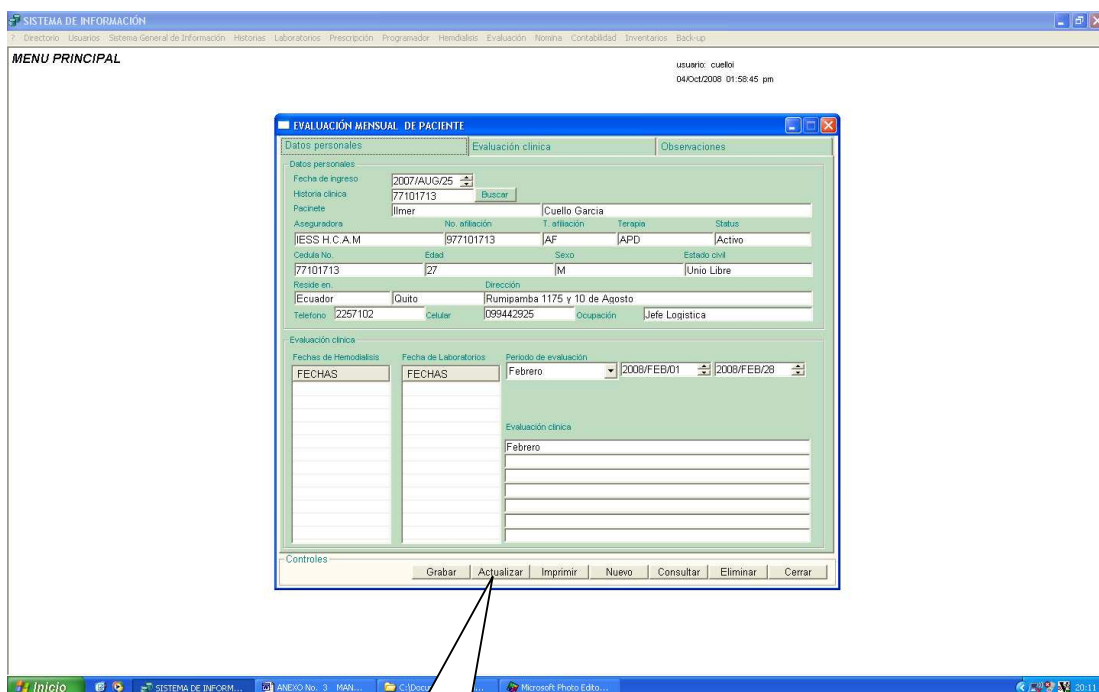 SISTEMA DE INFORMACIÓN
? Directorio Usuarios Sistema General de Información Historias Laboratorios Prescripción Programador Hemdialisis Evaluación Nomina Contabilidad Inventarios Back-up
MENU PRINCIPAL
usuario: cuelloi
04/Oct/2008 01:58:45 pm
EVALUACIÓN MENSUAL DE PACIENTE
Datos personales Evaluación clinica Observaciones
Datos personales
Fecha de ingreso 2007/AUG/25
Historia clinica 77101713 Buscar
Pacinete Ilmer Cuello Garcia
Aseguradora No. afiliación T. afiliación Terapia Status
IESS H.C.A.M 977101713 AF APD Activo
Cedula No. Edad Sexo Estado civil
77101713 27 M Unio Libre
Reside en. Dirección
Ecuador Quito Rumipamba 1175 y 10 de Agosto
Telefono 2257102 Celular 099442925 Ocupación Jefe Logistica
Evaluación clinica
Fechas de Hemodialisis Fecha de Laboratorios Periodo de evaluación
FECHAS FECHAS Febrero 2008/FEB/01 2008/FEB/28
Evaluación clinica
Febrero
Controles
Grabar Actualizar Imprimir Nuevo Consultar Eliminar Cerrar
Inicio SISTEMA DE INFORM... ANEXO No. 3 MAN... C:\Docu Microsoft Photo Edito... 20:11